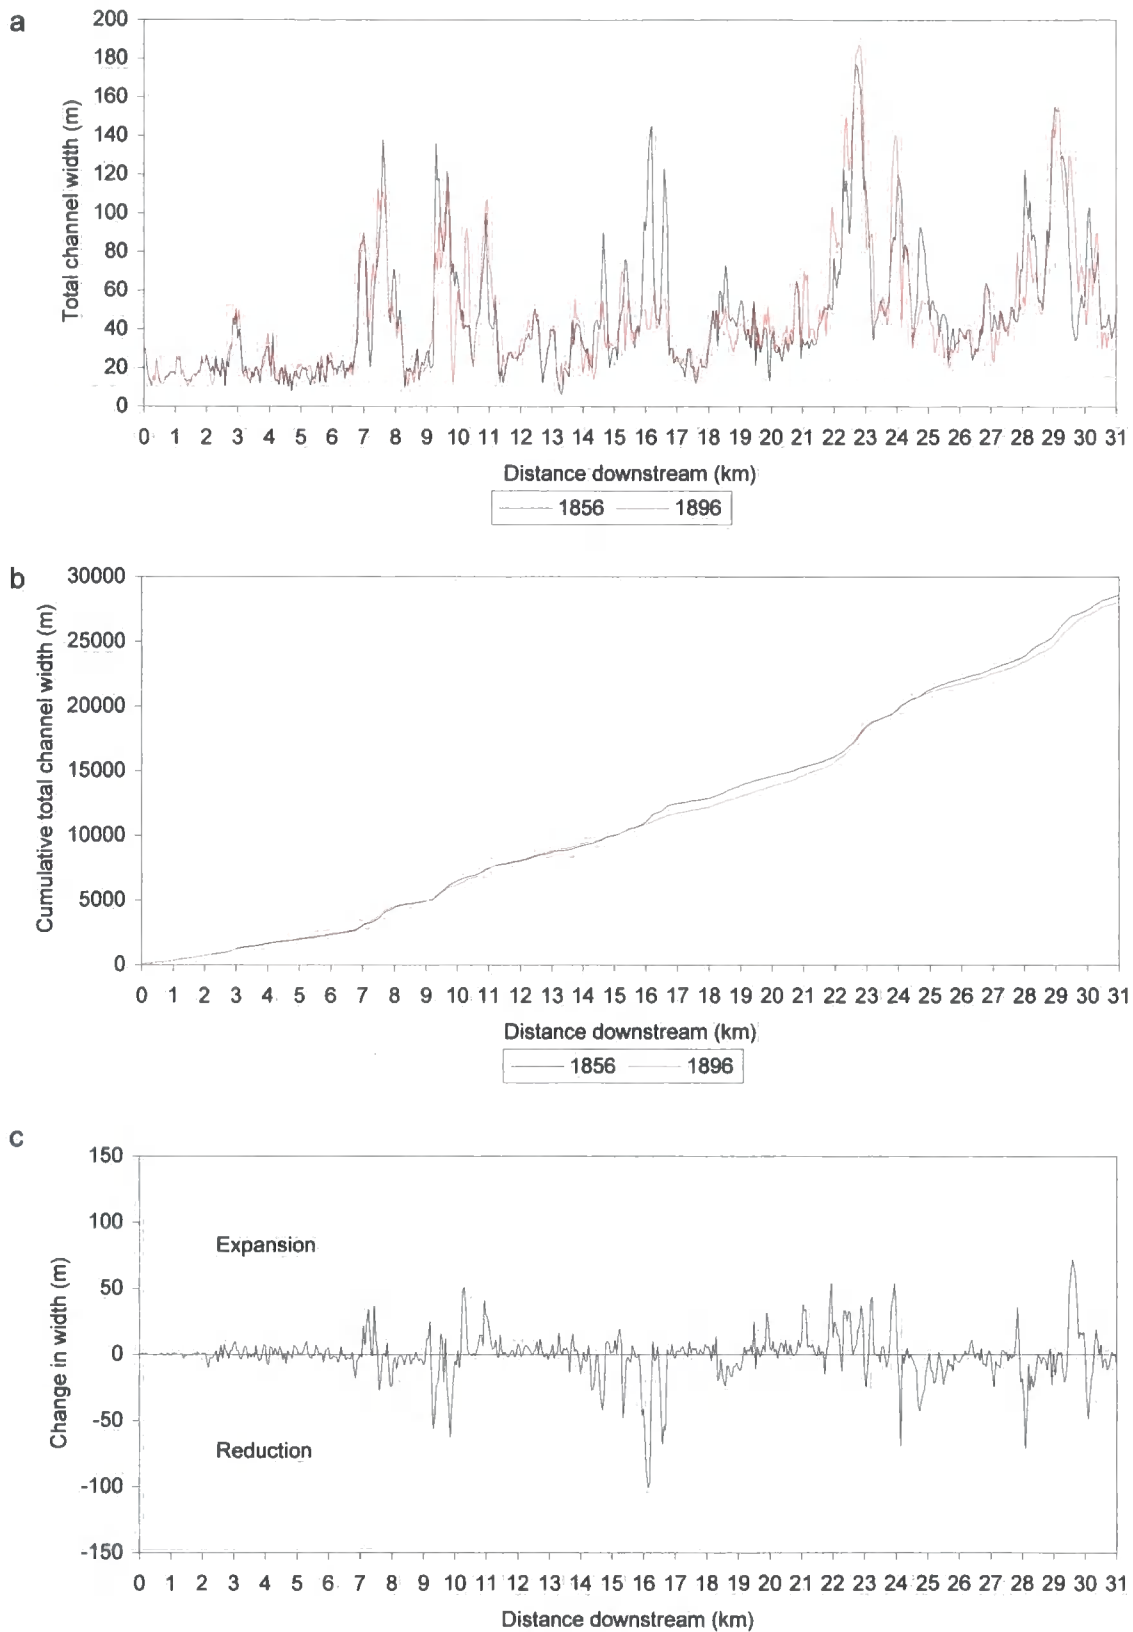 a
Total channel width (m)
200
180
160
140
120
100
80
60
40
20
0
0 1 2 3 4 5 6 7 8 9 10 11 12 13 14 15 16 17 18 19 20 21 22 23 24 25 26 27 28 29 30 31
Distance downstream (km)
1856 1896
b
Cumulative total channel width (m)
30000
25000
20000
15000
10000
5000
0
0 1 2 3 4 5 6 7 8 9 10 11 12 13 14 15 16 17 18 19 20 21 22 23 24 25 26 27 28 29 30 31
Distance downstream (km)
1856 1896
c
Change in width (m)
150
100
50
0
-50
-100
-150
Expansion
Reduction
0 1 2 3 4 5 6 7 8 9 10 11 12 13 14 15 16 17 18 19 20 21 22 23 24 25 26 27 28 29 30 31
Distance downstream (km)